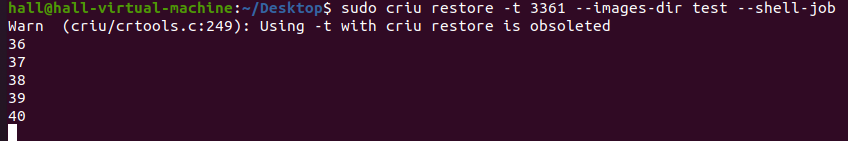 hall@hall-virtual-machine:~/Desktop$ sudo criu restore -t 3361 --images-dir test --shell-job
Warn  (criu/crtools.c:249): Using -t with criu restore is obsoleted
36
37
38
39
40